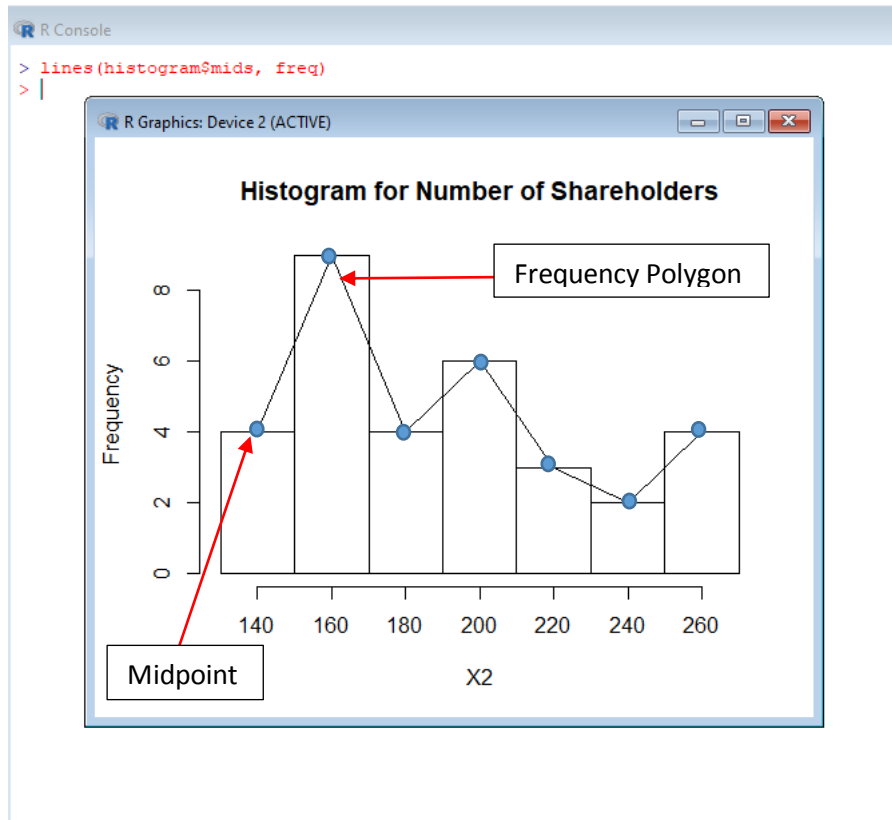 R Console
> lines(histogram$mids, freq)
>
R Graphics: Device 2 (ACTIVE)
Histogram for Number of Shareholders
Frequency Polygon
Frequency
8
6
4
2
0
140 160 180 200 220 240 260
X2
Midpoint